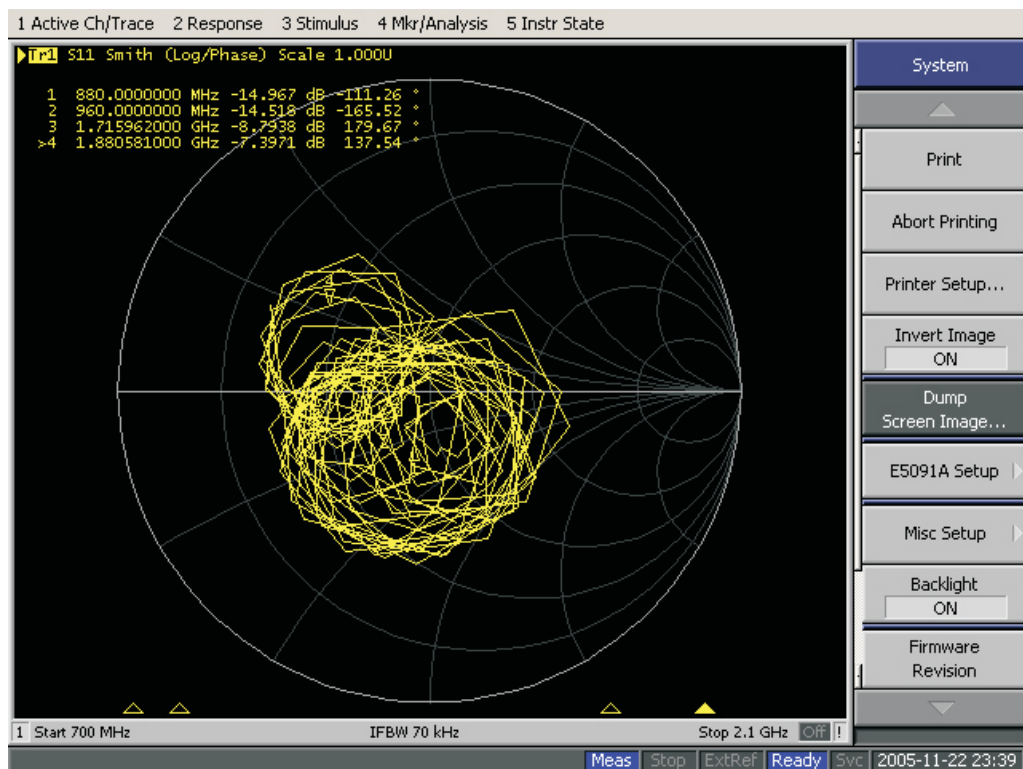 1 Active Ch/Trace 2 Response 3 Stimulus 4 Mkr/Analysis 5 Instr State
Tr1 S11 Smith (Log/Phase) Scale 1.000U
1 880.0000000 MHz -14.967 dB -111.26 °
2 960.0000000 MHz -14.518 dB -165.52 °
3 1.715962000 GHz -8.7938 dB 179.67 °
>4 1.880581000 GHz -7.3971 dB 137.54 °
System
Print
Abort Printing
Printer Setup...
Invert Image
ON
Dump
Screen Image...
E5091A Setup
Misc Setup
Backlight
ON
Firmware
Revision
1 Start 700 MHz IFBW 70 kHz Stop 2.1 GHz Off !
Meas Stop ExtRef Ready Svc 2005-11-22 23:39